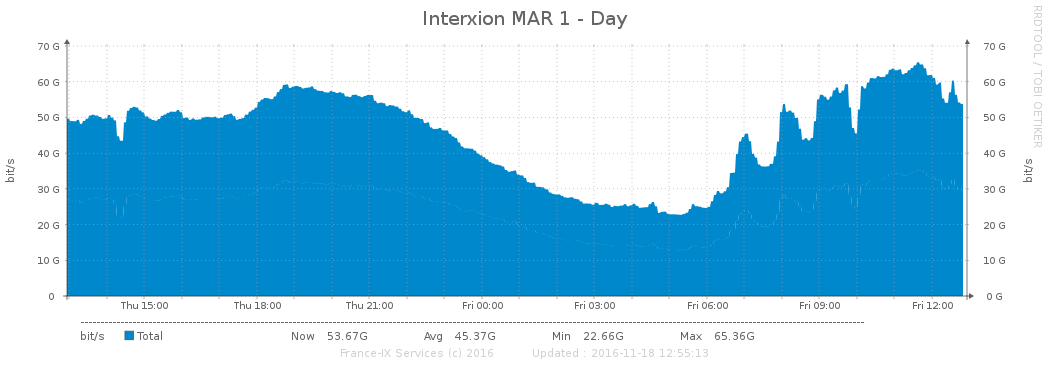 Interxion MAR 1 - Day
RRDTOOL / TOBI OETIKER
bit/s
70 G
60 G
50 G
40 G
30 G
20 G
10 G
0
70 G
60 G
50 G
40 G
30 G
20 G
10 G
0 G
bit/s
Thu 15:00 Thu 18:00 Thu 21:00 Fri 00:00 Fri 03:00 Fri 06:00 Fri 09:00 Fri 12:00
bit/s Total Now 53.67G Avg 45.37G Min 22.66G Max 65.36G
France-IX Services (c) 2016 Updated : 2016-11-18 12:55:13